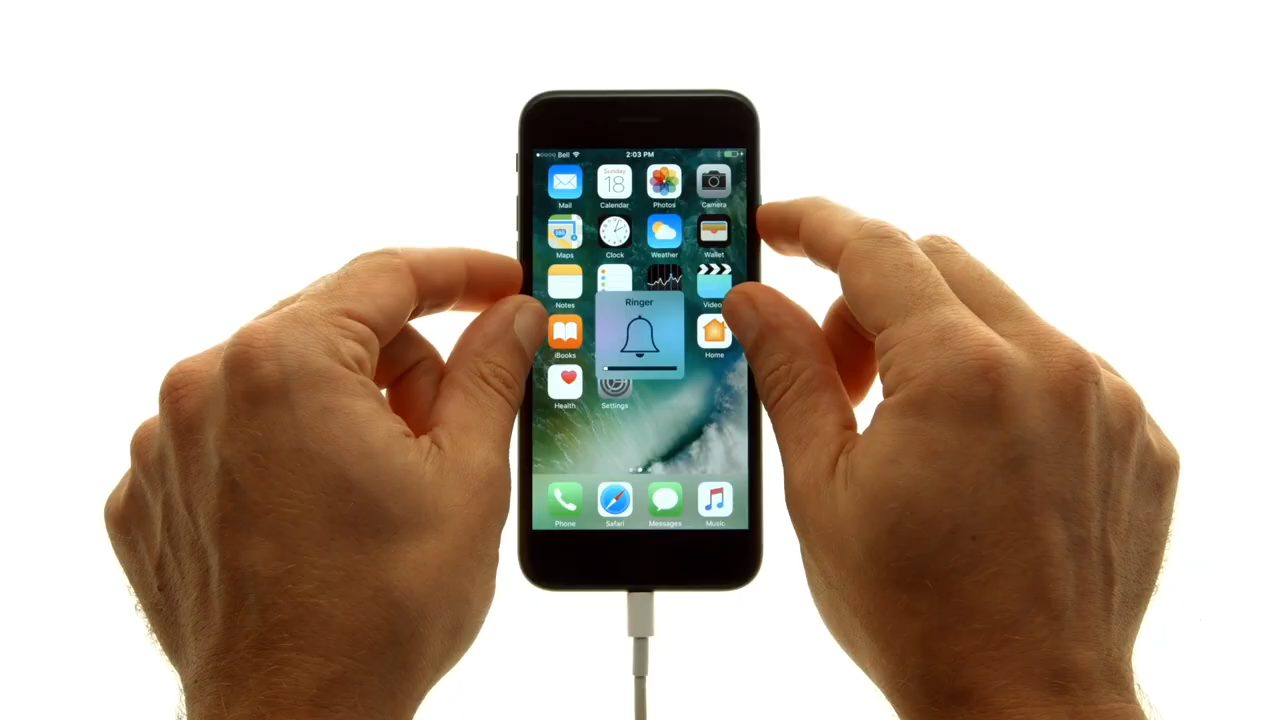 Bell 2:03 PM
Sunday
Mail 18 Photos Camera
Calendar
Maps Clock Weather Wallet
Notes
Ringer
iBooks Home
Health Settings
Phone Safari Messages Music